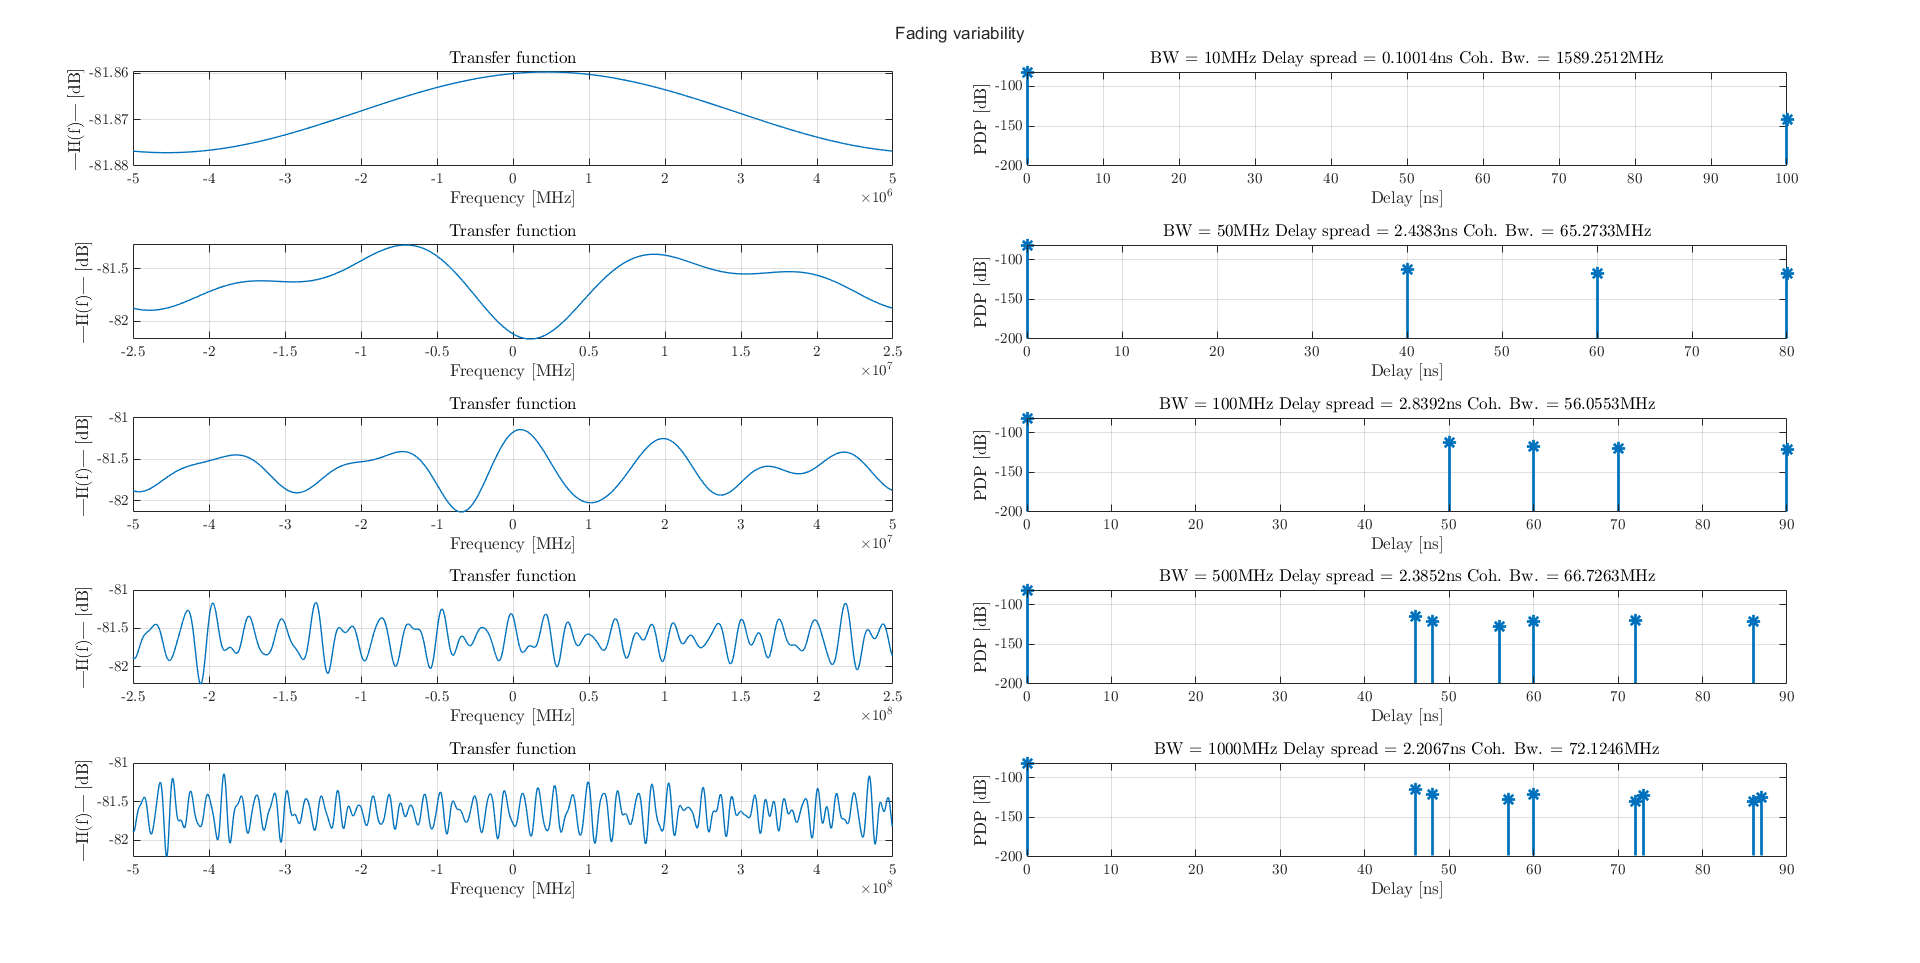 Fading variability
Transfer function
—H(f)— [dB]
-81.86
-81.87
-81.88
-5 -4 -3 -2 -1 0 1 2 3 4 5
Frequency [MHz]
×10^6
BW = 10MHz Delay spread = 0.10014ns Coh. Bw. = 1589.2512MHz
PDP [dB]
-100
-150
-200
0 10 20 30 40 50 60 70 80 90 100
Delay [ns]
Transfer function
—H(f)— [dB]
-81.5
-82
-2.5 -2 -1.5 -1 -0.5 0 0.5 1 1.5 2 2.5
Frequency [MHz]
×10^7
BW = 50MHz Delay spread = 2.4383ns Coh. Bw. = 65.2733MHz
PDP [dB]
-100
-150
-200
0 10 20 30 40 50 60 70 80
Delay [ns]
Transfer function
—H(f)— [dB]
-81
-81.5
-82
-5 -4 -3 -2 -1 0 1 2 3 4 5
Frequency [MHz]
×10^7
BW = 100MHz Delay spread = 2.8392ns Coh. Bw. = 56.0553MHz
PDP [dB]
-100
-150
-200
0 10 20 30 40 50 60 70 80 90
Delay [ns]
Transfer function
—H(f)— [dB]
-81
-81.5
-82
-2.5 -2 -1.5 -1 -0.5 0 0.5 1 1.5 2 2.5
Frequency [MHz]
×10^8
BW = 500MHz Delay spread = 2.3852ns Coh. Bw. = 66.7263MHz
PDP [dB]
-100
-150
-200
0 10 20 30 40 50 60 70 80 90
Delay [ns]
Transfer function
—H(f)— [dB]
-81
-81.5
-82
-5 -4 -3 -2 -1 0 1 2 3 4 5
Frequency [MHz]
×10^8
BW = 1000MHz Delay spread = 2.2067ns Coh. Bw. = 72.1246MHz
PDP [dB]
-100
-150
-200
0 10 20 30 40 50 60 70 80 90
Delay [ns]